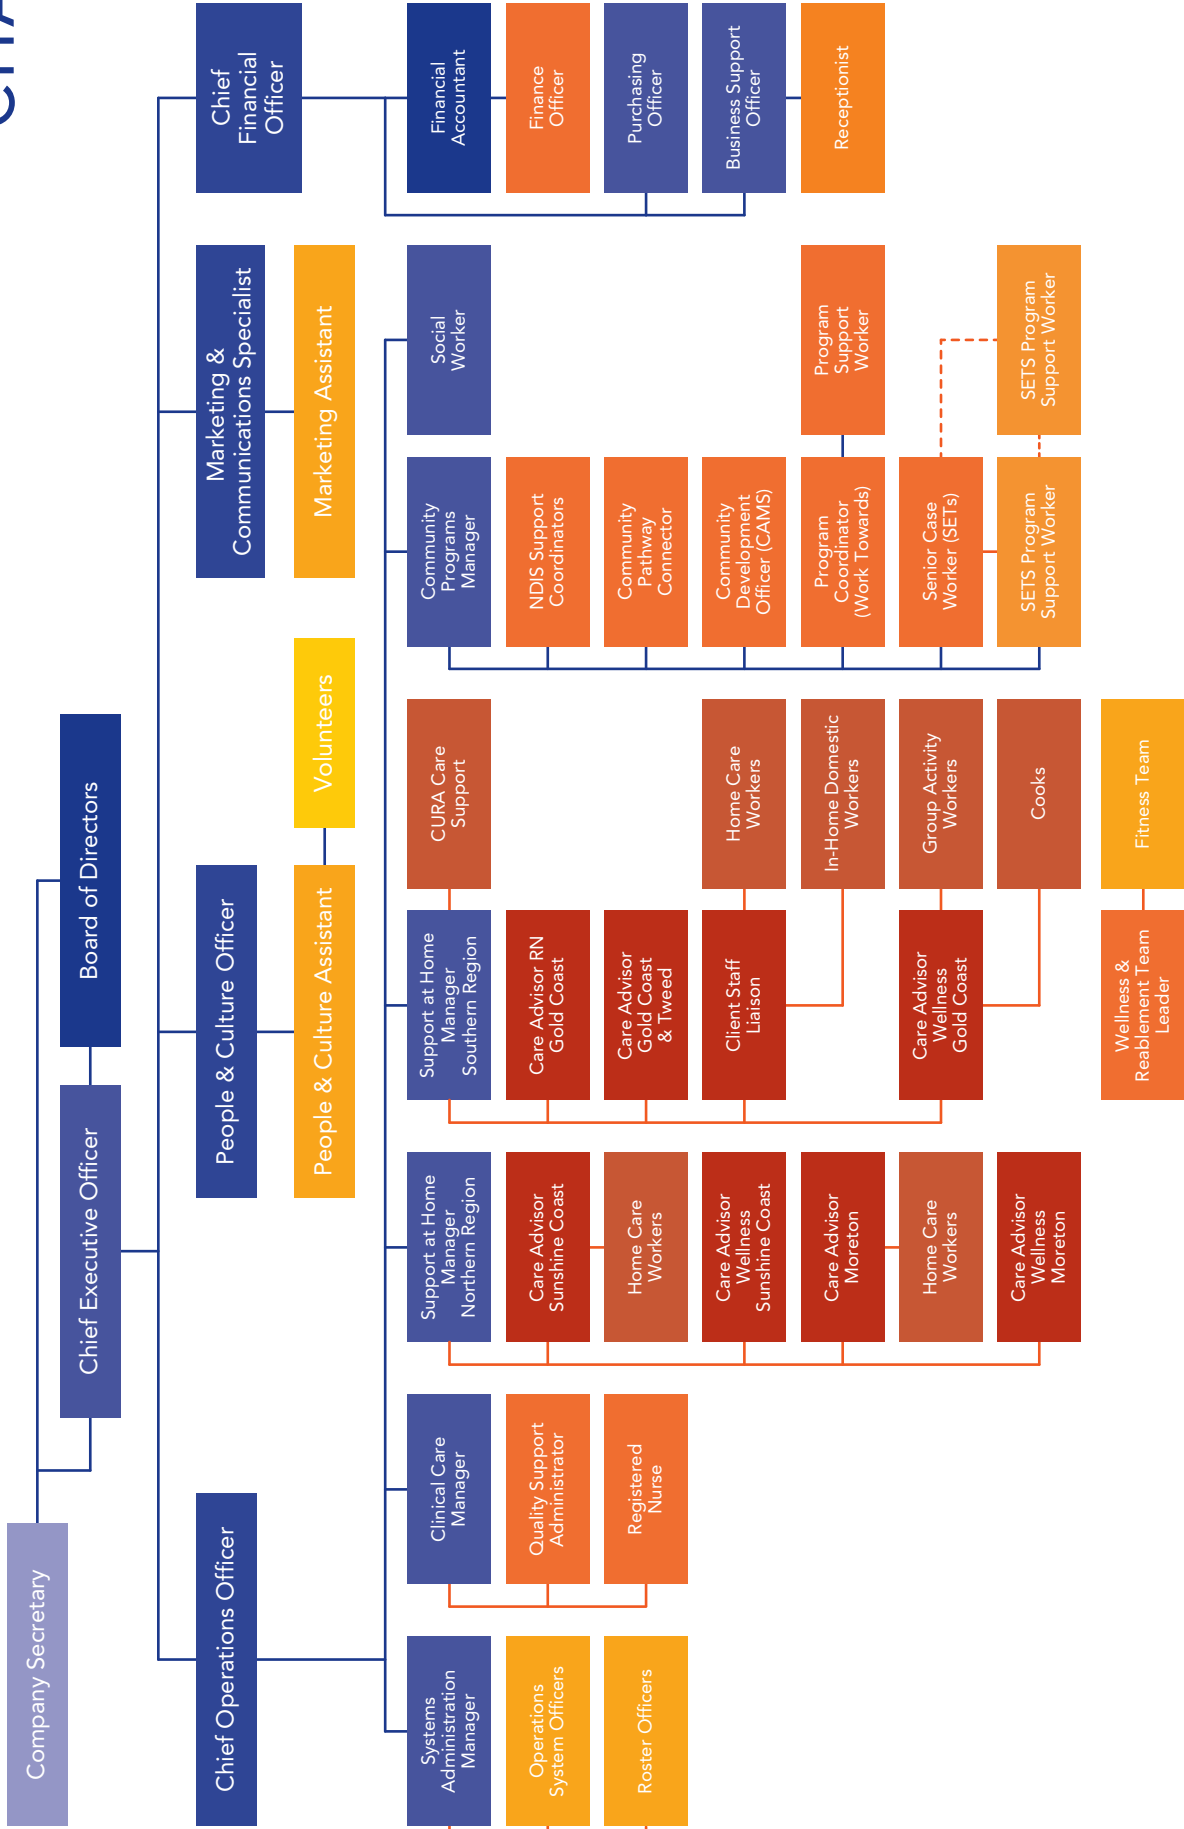 Company Secretary
Chief Executive Officer
Board of Directors
Chief Operations Officer
People & Culture Officer
Marketing &
Communications Specialist
Chief
Financial
Officer
People & Culture Assistant
Volunteers
Marketing Assistant
Systems
Administration
Manager
Clinical Care
Manager
Support at Home
Manager
Northern Region
Support at Home
Manager
Southern Region
CURA Care
Support
Community
Programs
Manager
Social
Worker
Financial
Accountant
Operations
System Officers
Quality Support
Administrator
Care Advisor
Sunshine Coast
Care Advisor RN
Gold Coast
NDIS Support
Coordinators
Finance
Officer
Roster Officers
Registered
Nurse
Home Care
Workers
Care Advisor
Gold Coast
& Tweed
Community
Pathway
Connector
Purchasing
Officer
Care Advisor
Wellness
Sunshine Coast
Client Staff
Liaison
Home Care
Workers
Community
Development
Officer (CAMS)
Business Support
Officer
Care Advisor
Moreton
In-Home Domestic
Workers
Program
Coordinator
(Work Towards)
Program
Support
Worker
Receptionist
Home Care
Workers
Care Advisor
Wellness
Gold Coast
Group Activity
Workers
Senior Case
Worker (SETs)
Care Advisor
Wellness
Moreton
Cooks
SETS Program
Support Worker
SETS Program
Support Worker
Wellness &
Reablement Team
Leader
Fitness Team